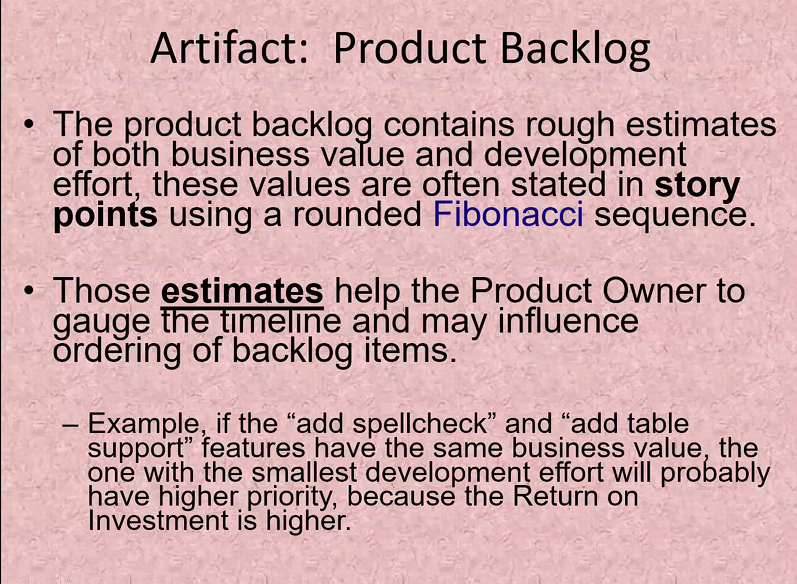 Artifact:  Product Backlog
• The product backlog contains rough estimates
of both business value and development
effort, these values are often stated in story
points using a rounded Fibonacci sequence.
• Those estimates help the Product Owner to
gauge the timeline and may influence
ordering of backlog items.
– Example, if the “add spellcheck” and “add table
support” features have the same business value, the
one with the smallest development effort will probably
have higher priority, because the Return on
Investment is higher.